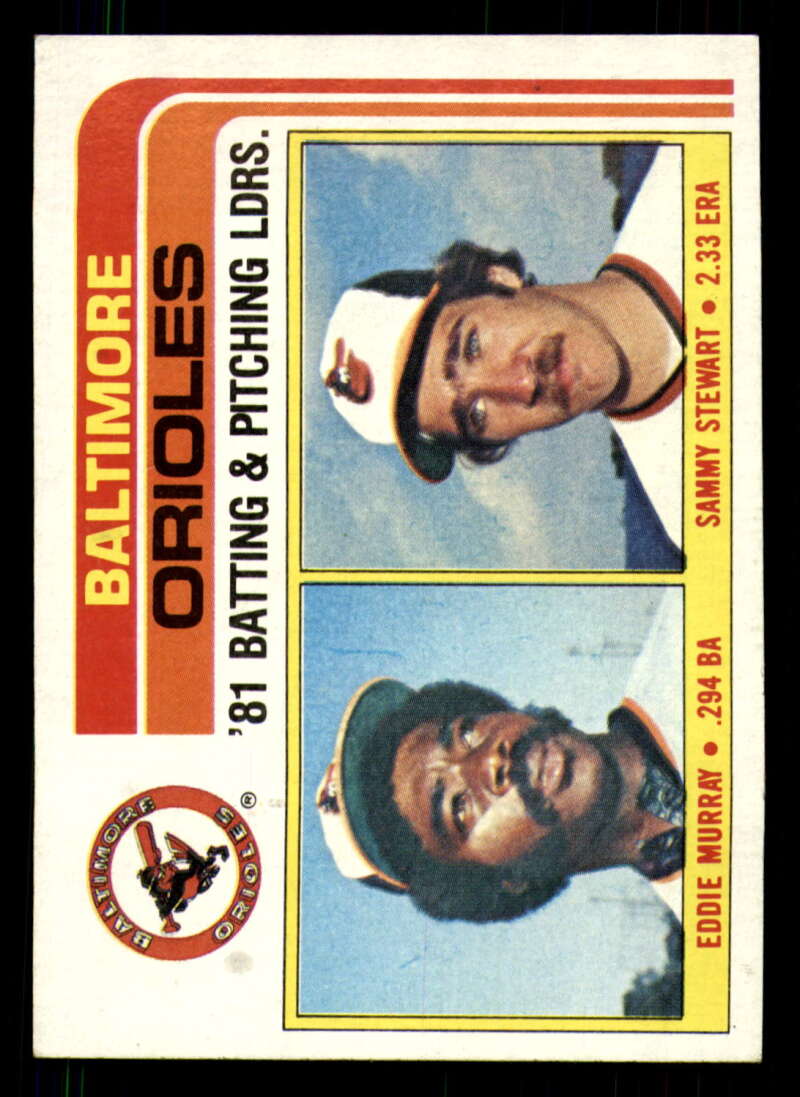 BALTIMORE
ORIOLES
'81 BATTING & PITCHING LDRS.
BALTIMORE
ORIOLES
®
EDDIE MURRAY • .294 BA
SAMMY STEWART • 2.33 ERA